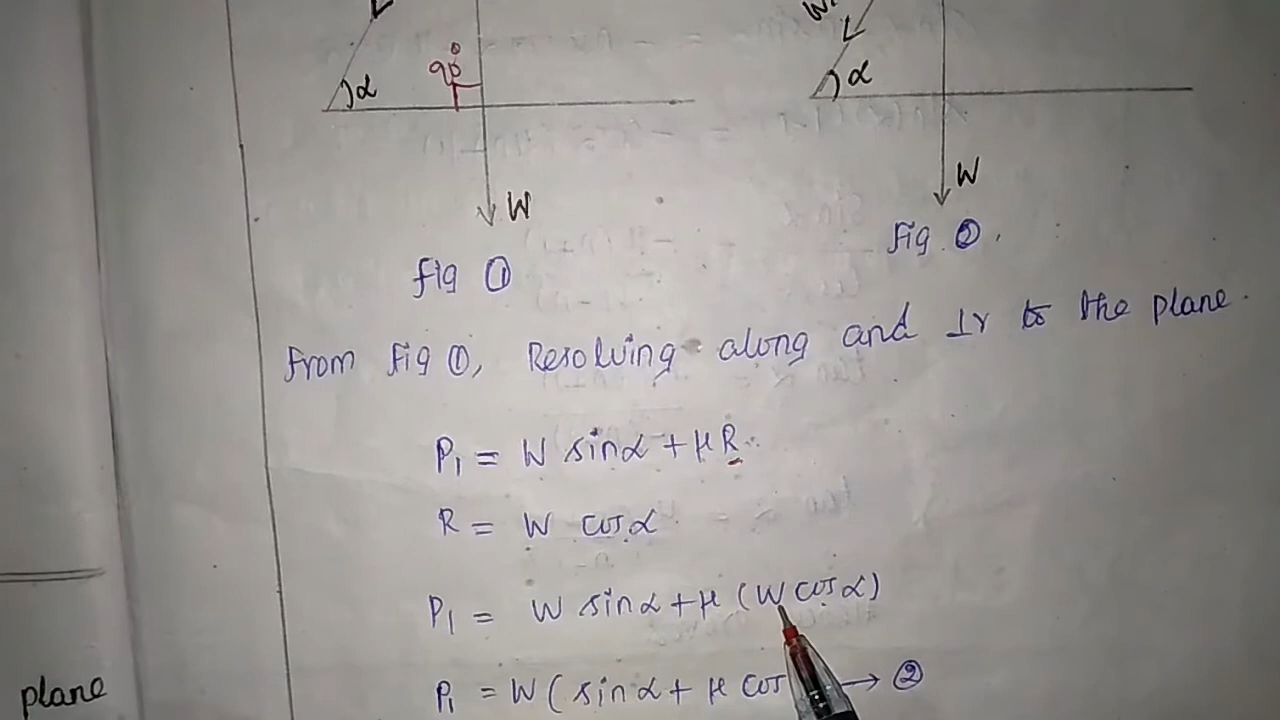 α
90°
W
α
W
fig ①
Fig ②.
From Fig ①, Resolving along and ⊥r to the plane.
P₁ = W sinα + μR.
R = W cosα
P₁ = W sinα + μ (W cosα)
P₁ = W ( sinα + μ cos → ②
plane